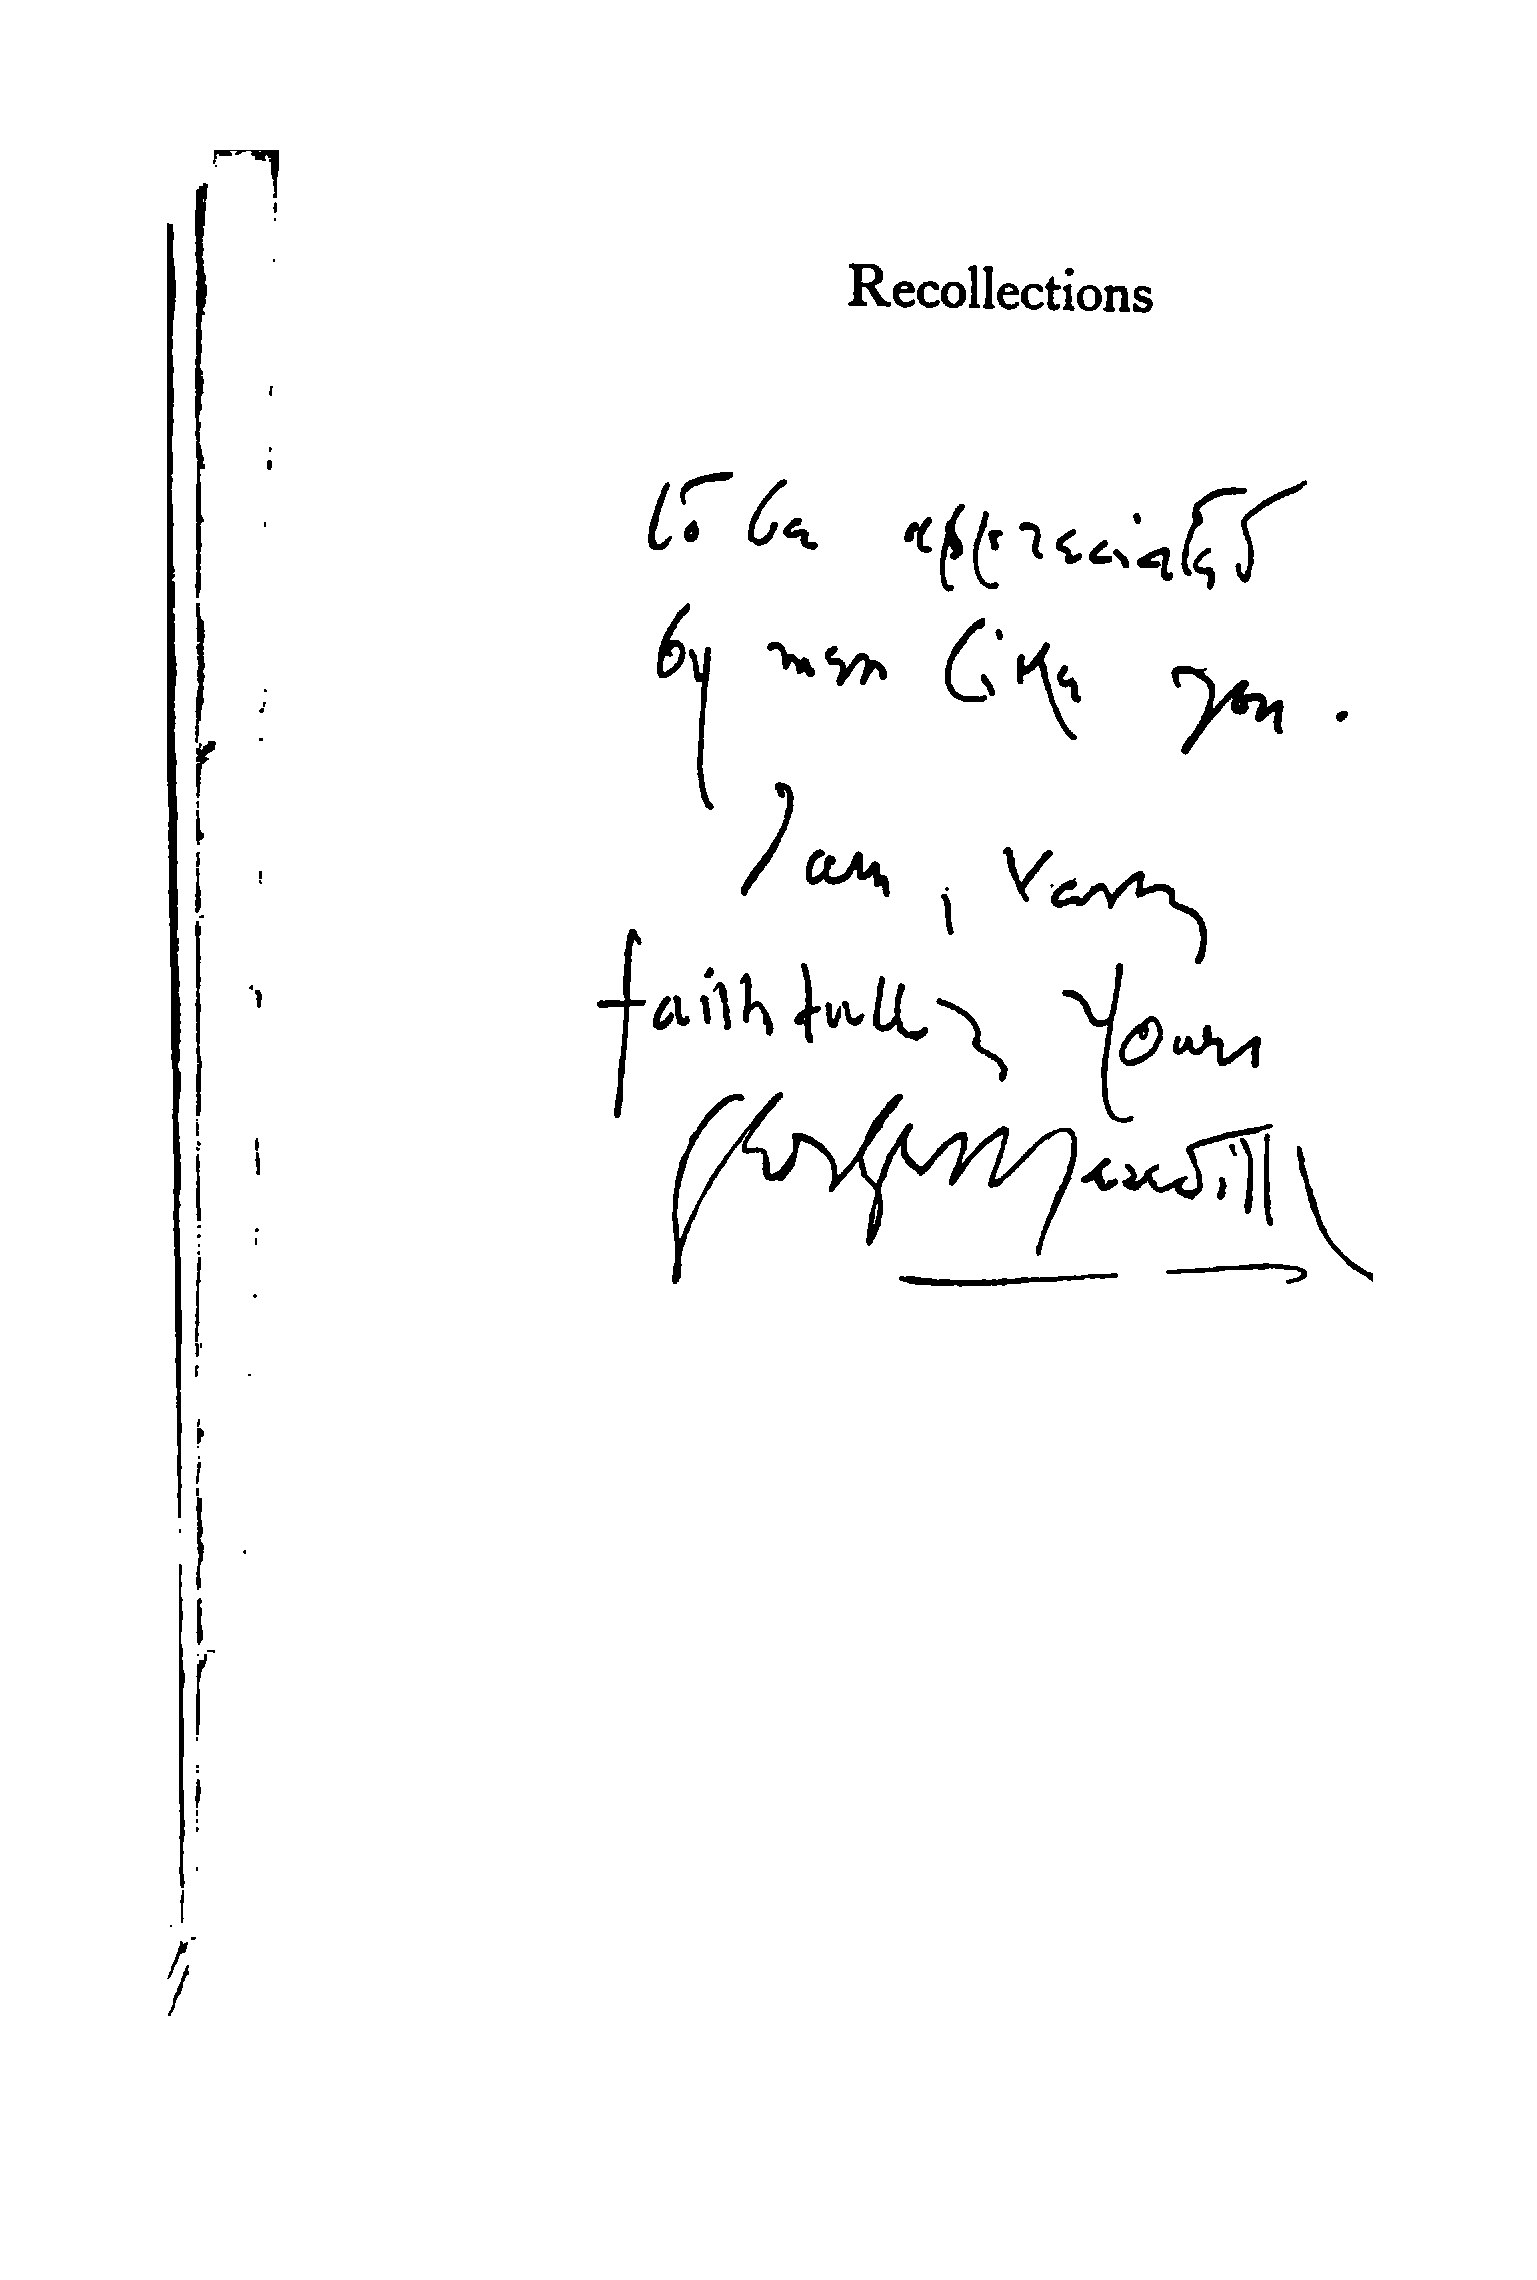 Recollections
to be appreciated
by men like you.
I am, very
faithfully Yours
George Meredith